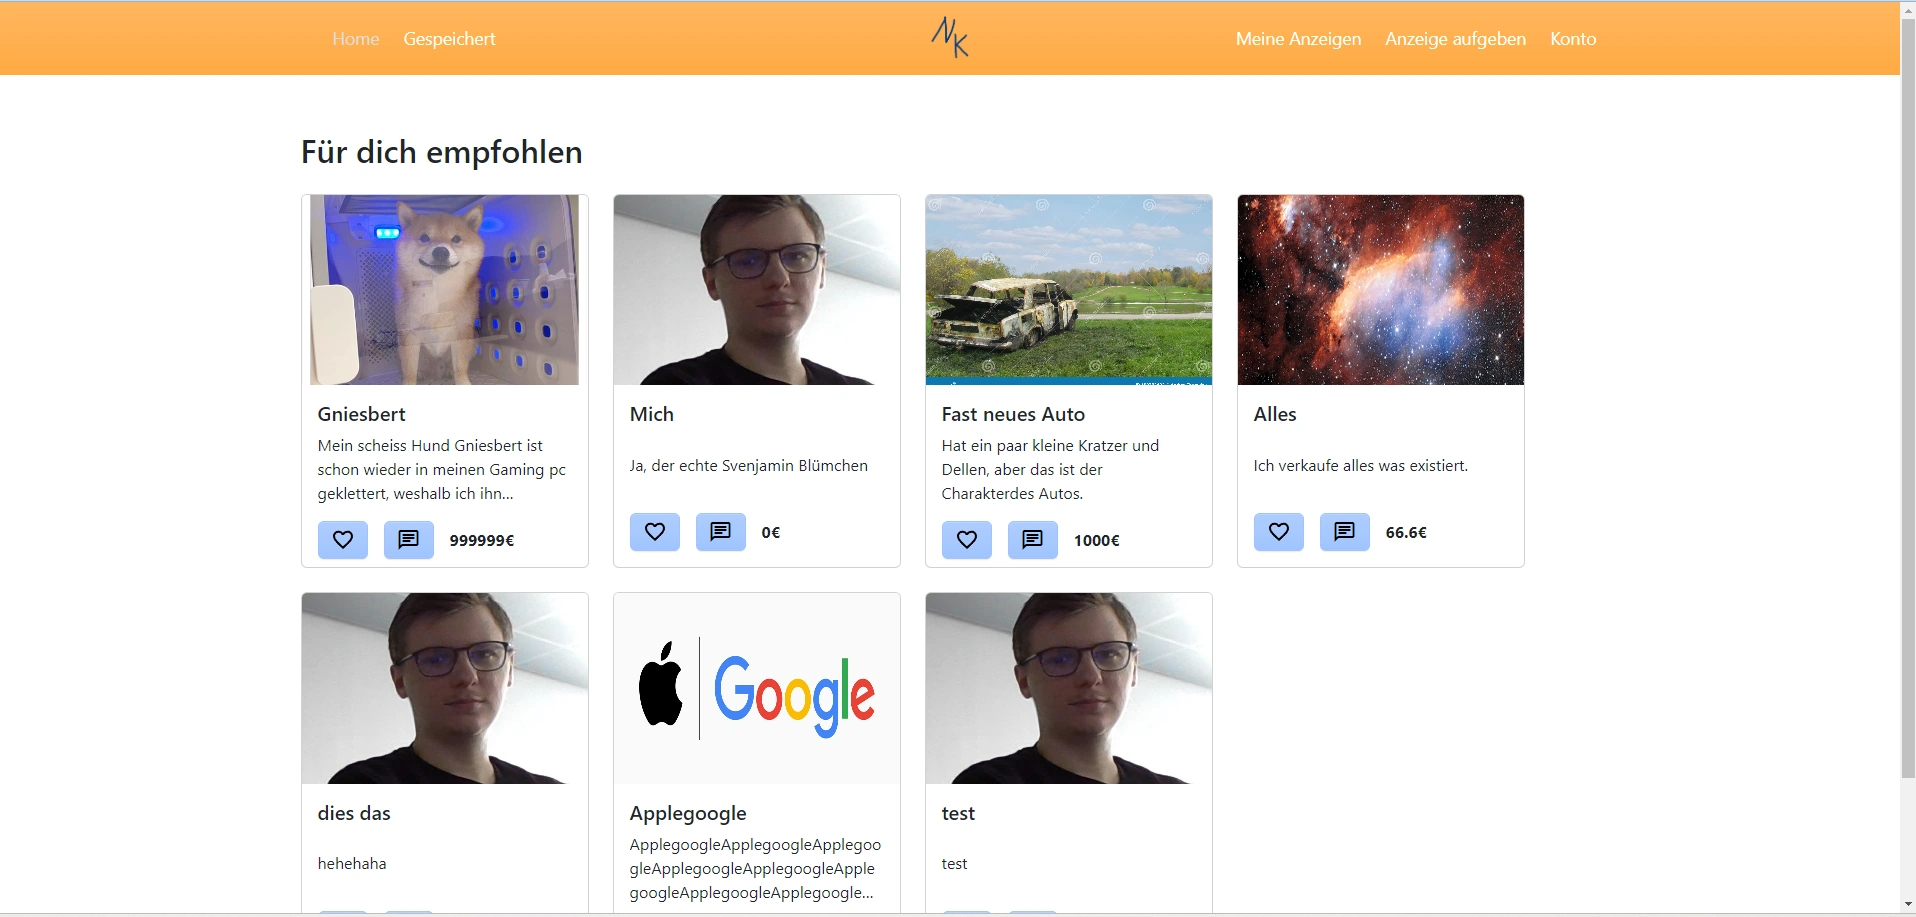 Home Gespeichert NK Meine Anzeigen Anzeige aufgeben Konto
Für dich empfohlen
Gniesbert
Mein scheiss Hund Gniesbert ist
schon wieder in meinen Gaming pc
geklettert, weshalb ich ihn...
999999€
Mich
Ja, der echte Svenjamin Blümchen
0€
Fast neues Auto
Hat ein paar kleine Kratzer und
Dellen, aber das ist der
Charakterdes Autos.
1000€
Alles
Ich verkaufe alles was existiert.
66.6€
dies das
hehehaha
Google
Applegoogle
ApplegoogleApplegoogleApplegoo
gleApplegoogleApplegoogleApple
googleApplegoogleApplegoogle...
test
test